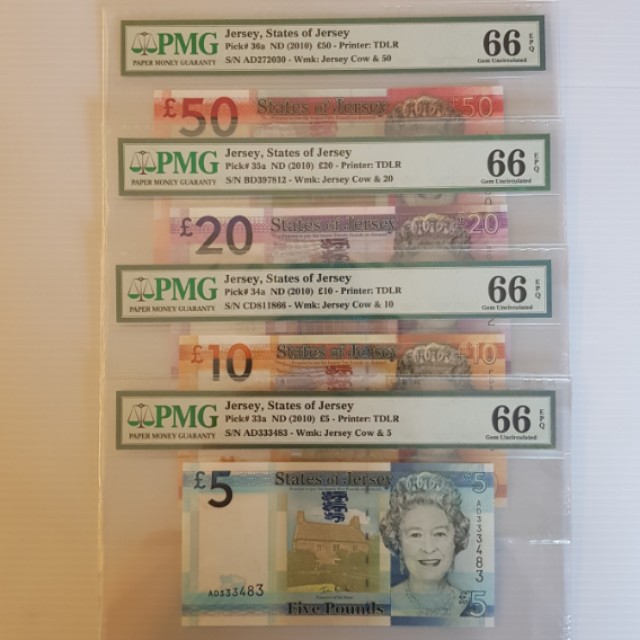 PMG
PAPER MONEY GUARANTY
Jersey, States of Jersey
Pick# 36a ND (2010) £50 - Printer: TDLR
S/N AD272030 - Wmk: Jersey Cow & 50
66 EPQ
Gem Uncirculated
£50 States of Jersey £50
PMG
PAPER MONEY GUARANTY
Jersey, States of Jersey
Pick# 35a ND (2010) £20 - Printer: TDLR
S/N BD397812 - Wmk: Jersey Cow & 20
66 EPQ
Gem Uncirculated
£20 States of Jersey £20
PMG
PAPER MONEY GUARANTY
Jersey, States of Jersey
Pick# 34a ND (2010) £10 - Printer: TDLR
S/N CD811866 - Wmk: Jersey Cow & 10
66 EPQ
Gem Uncirculated
£10 States of Jersey £10
PMG
PAPER MONEY GUARANTY
Jersey, States of Jersey
Pick# 33a ND (2010) £5 - Printer: TDLR
S/N AD333483 - Wmk: Jersey Cow & 5
66 EPQ
Gem Uncirculated
£5 States of Jersey £5
AD333483
AD333483
Five Pounds £5